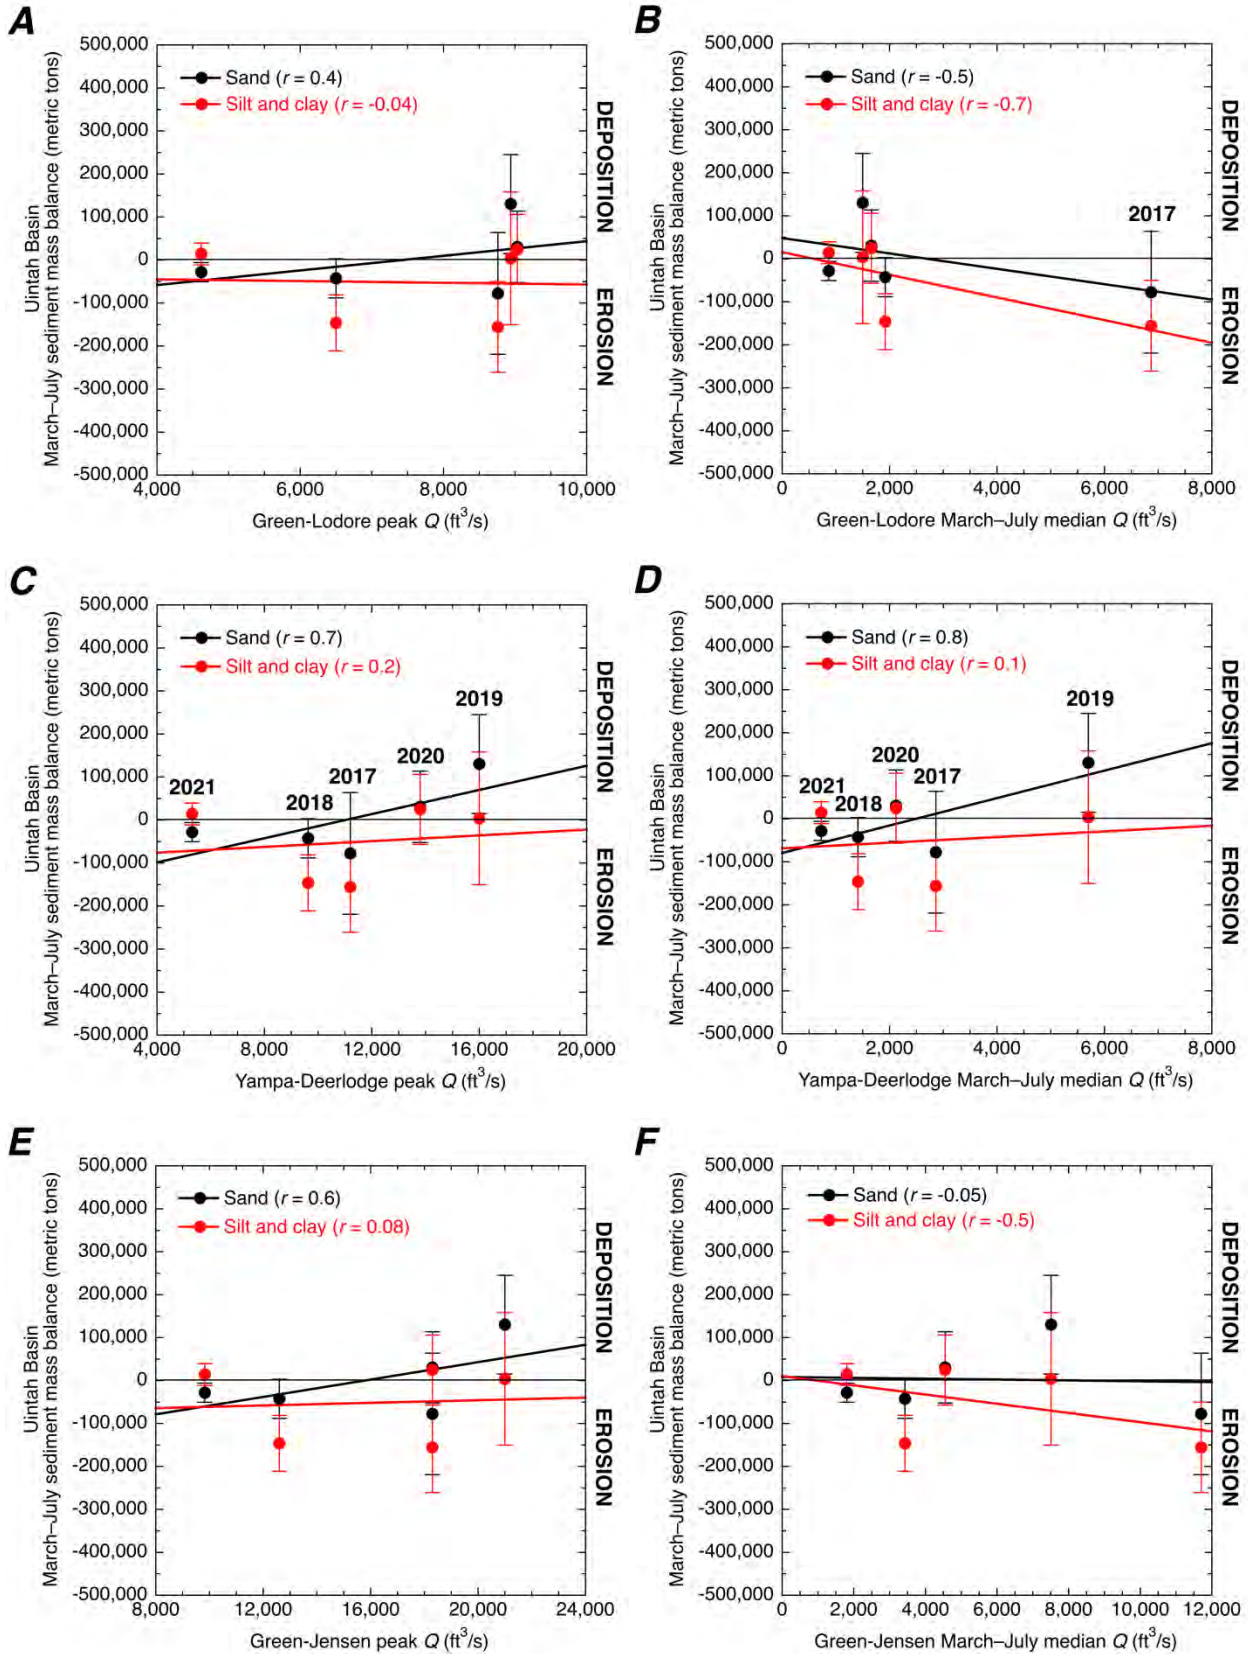 A
Uintah Basin
March–July sediment mass balance (metric tons)
500,000
400,000
300,000
200,000
100,000
0
-100,000
-200,000
-300,000
-400,000
-500,000
Sand (r = 0.4)
Silt and clay (r = -0.04)
DEPOSITION
EROSION
4,000 6,000 8,000 10,000
Green-Lodore peak Q (ft³/s)
B
Uintah Basin
March–July sediment mass balance (metric tons)
500,000
400,000
300,000
200,000
100,000
0
-100,000
-200,000
-300,000
-400,000
-500,000
Sand (r = -0.5)
Silt and clay (r = -0.7)
2017
DEPOSITION
EROSION
0 2,000 4,000 6,000 8,000
Green-Lodore March–July median Q (ft³/s)
C
Uintah Basin
March–July sediment mass balance (metric tons)
500,000
400,000
300,000
200,000
100,000
0
-100,000
-200,000
-300,000
-400,000
-500,000
Sand (r = 0.7)
Silt and clay (r = 0.2)
2019
2020
2021
2017
2018
DEPOSITION
EROSION
4,000 8,000 12,000 16,000 20,000
Yampa-Deerlodge peak Q (ft³/s)
D
Uintah Basin
March–July sediment mass balance (metric tons)
500,000
400,000
300,000
200,000
100,000
0
-100,000
-200,000
-300,000
-400,000
-500,000
Sand (r = 0.8)
Silt and clay (r = 0.1)
2019
2020
2017
2021
2018
DEPOSITION
EROSION
0 2,000 4,000 6,000 8,000
Yampa-Deerlodge March–July median Q (ft³/s)
E
Uintah Basin
March–July sediment mass balance (metric tons)
500,000
400,000
300,000
200,000
100,000
0
-100,000
-200,000
-300,000
-400,000
-500,000
Sand (r = 0.6)
Silt and clay (r = 0.08)
DEPOSITION
EROSION
8,000 12,000 16,000 20,000 24,000
Green-Jensen peak Q (ft³/s)
F
Uintah Basin
March–July sediment mass balance (metric tons)
500,000
400,000
300,000
200,000
100,000
0
-100,000
-200,000
-300,000
-400,000
-500,000
Sand (r = -0.05)
Silt and clay (r = -0.5)
DEPOSITION
EROSION
0 2,000 4,000 6,000 8,000 10,000 12,000
Green-Jensen March–July median Q (ft³/s)